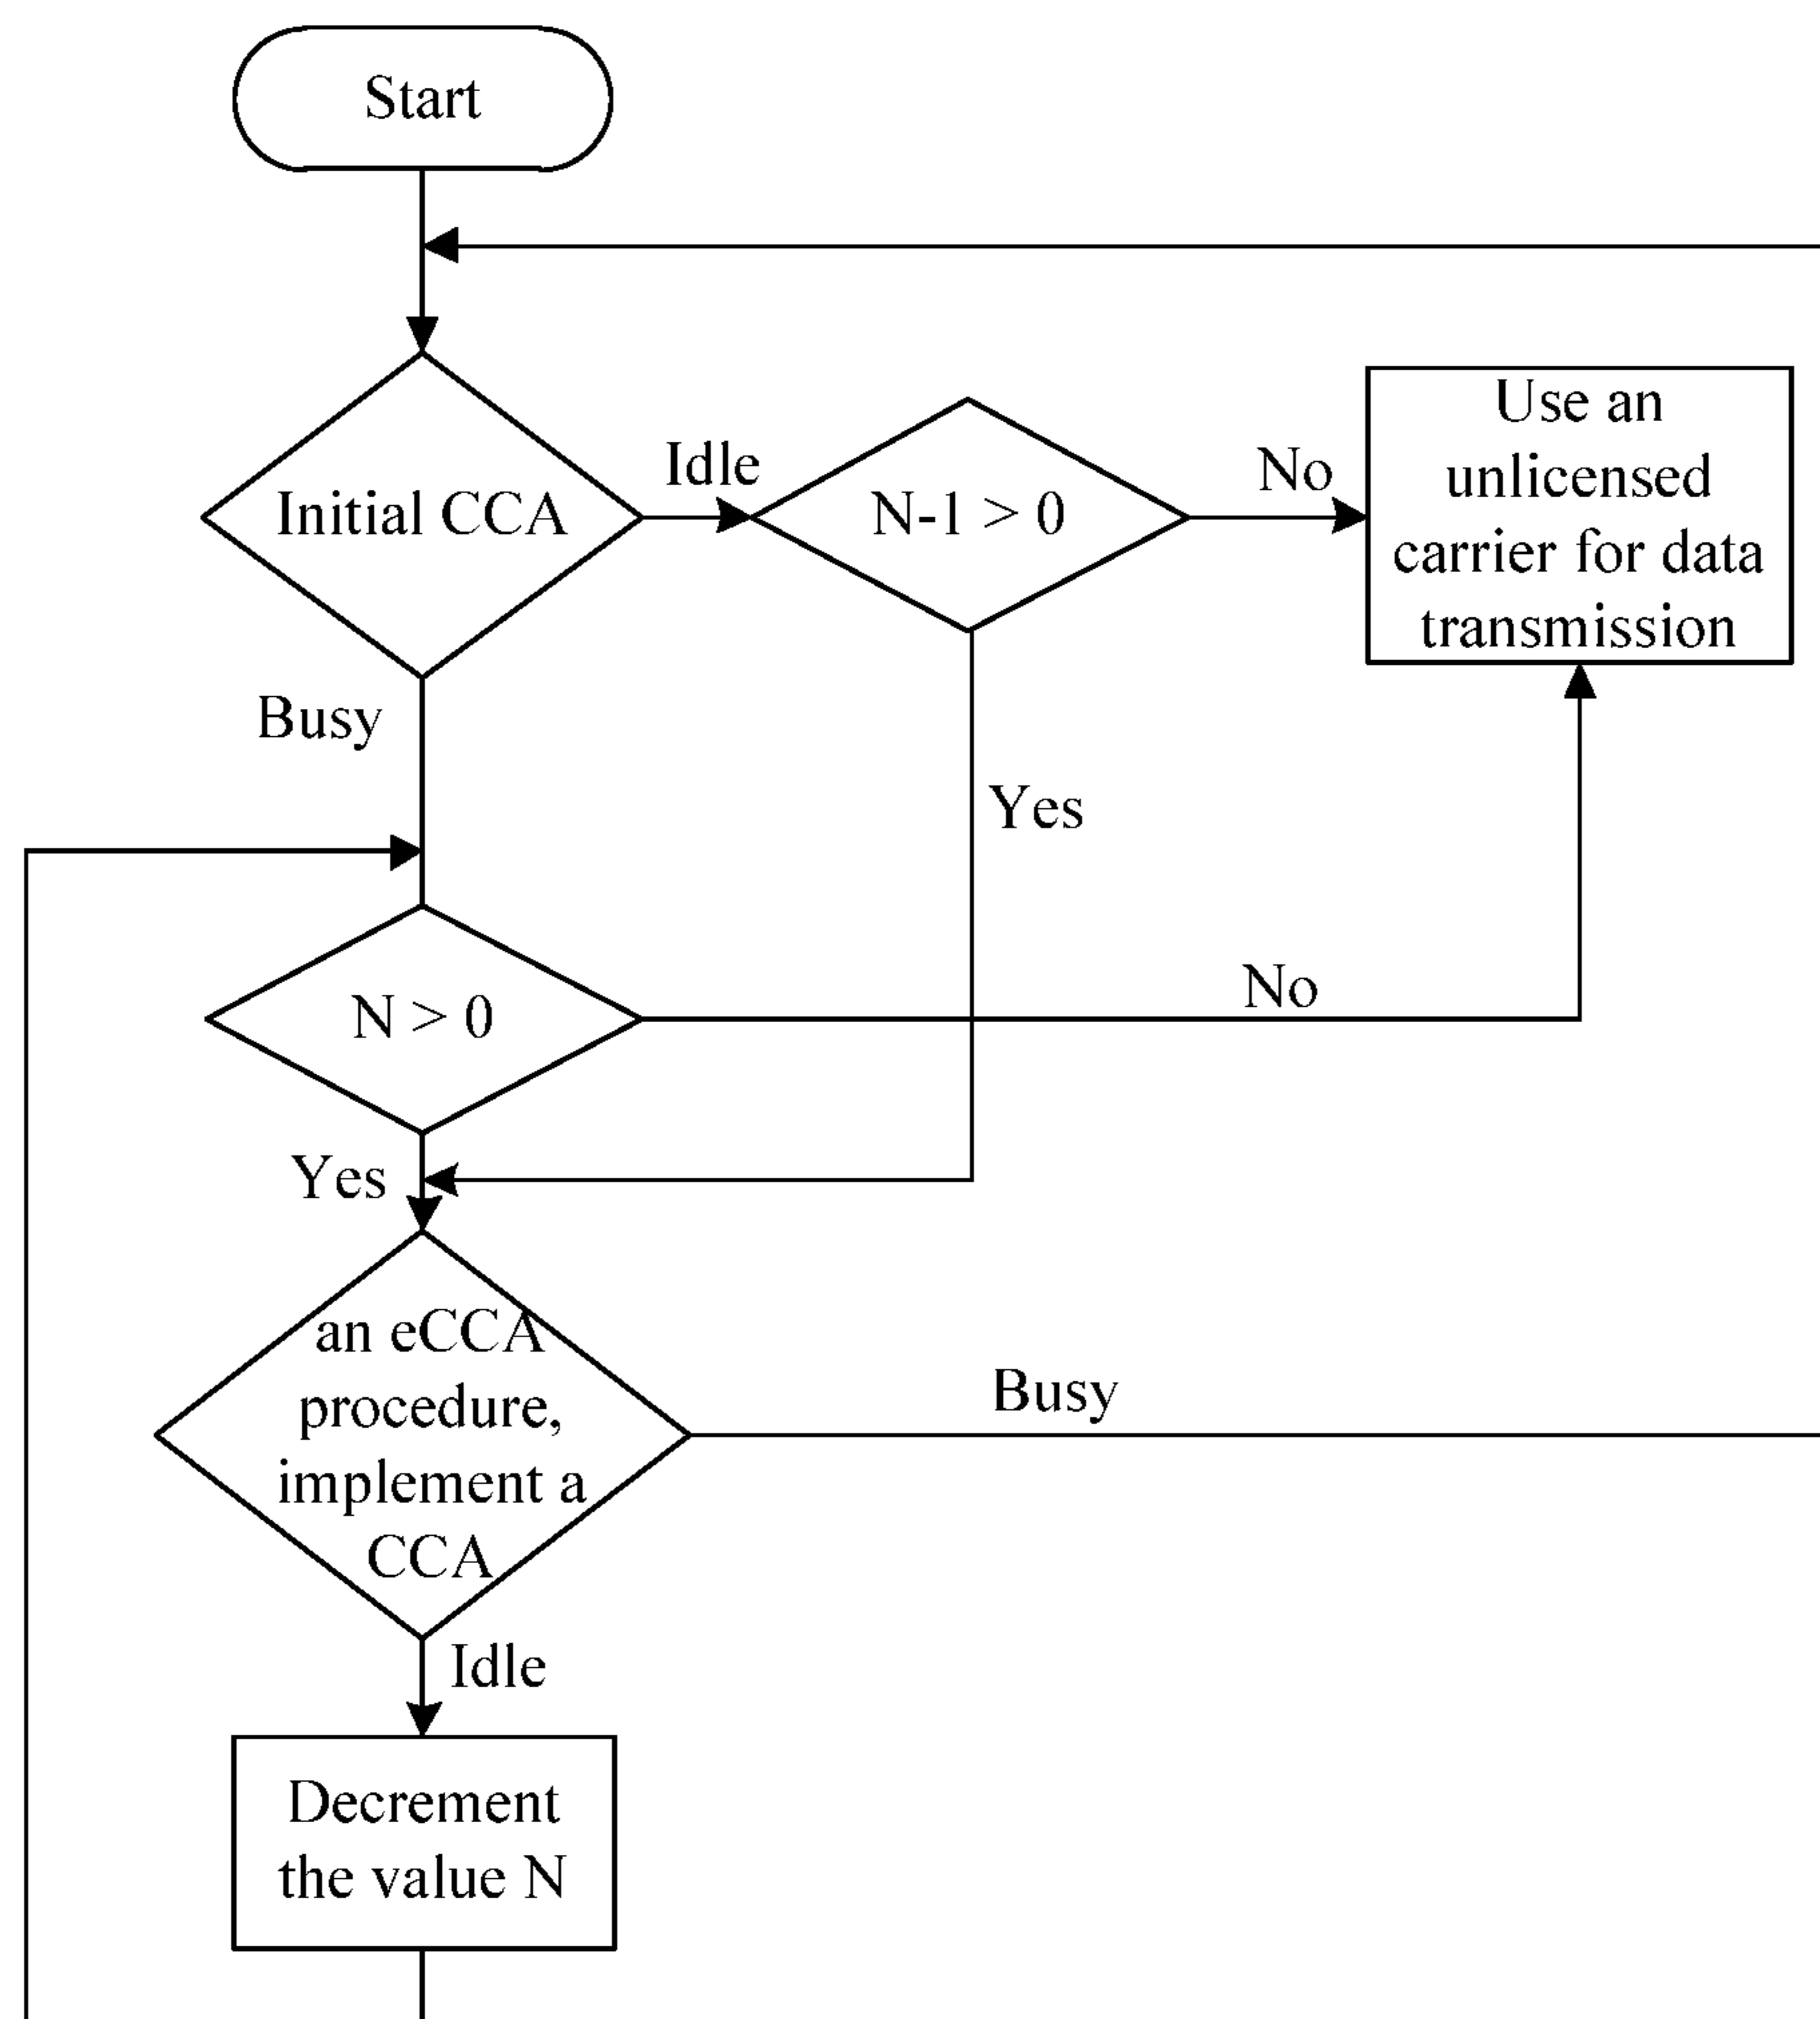 Start
Initial CCA
Idle
N-1 > 0
No
Use an
unlicensed
carrier for data
transmission
Busy
Yes
N > 0
No
Yes
an eCCA
procedure,
implement a
CCA
Busy
Idle
Decrement
the value N